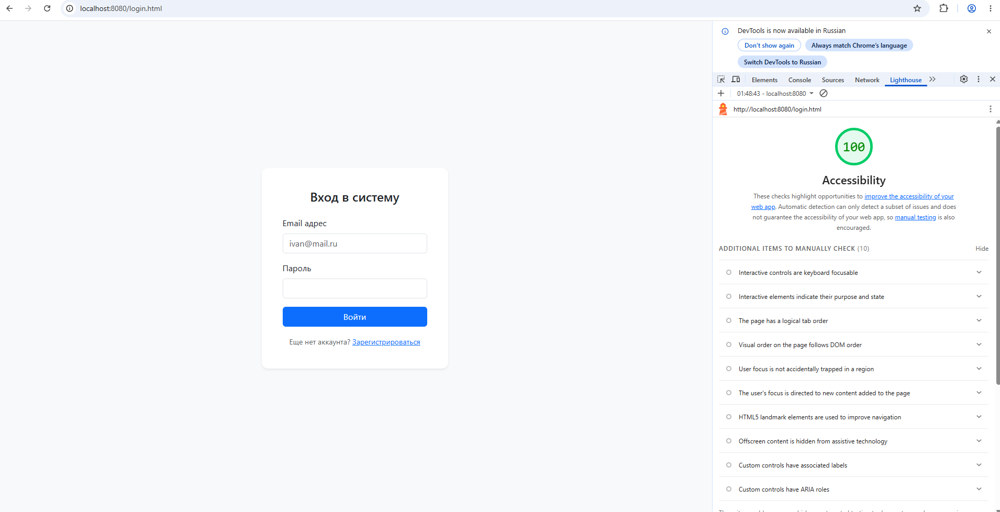 localhost:8080/login.html
Вход в систему
Email адрес
ivan@mail.ru
Пароль
Войти
Еще нет аккаунта? Зарегистрироваться
DevTools is now available in Russian
Don't show again
Always match Chrome's language
Switch DevTools to Russian
Elements Console Sources Network Lighthouse
01:48:43 - localhost:8080
http://localhost:8080/login.html
100
Accessibility
These checks highlight opportunities to improve the accessibility of your
web app. Automatic detection can only detect a subset of issues and does
not guarantee the accessibility of your web app, so manual testing is also
encouraged.
ADDITIONAL ITEMS TO MANUALLY CHECK (10) Hide
Interactive controls are keyboard focusable
Interactive elements indicate their purpose and state
The page has a logical tab order
Visual order on the page follows DOM order
User focus is not accidentally trapped in a region
The user's focus is directed to new content added to the page
HTML5 landmark elements are used to improve navigation
Offscreen content is hidden from assistive technology
Custom controls have associated labels
Custom controls have ARIA roles